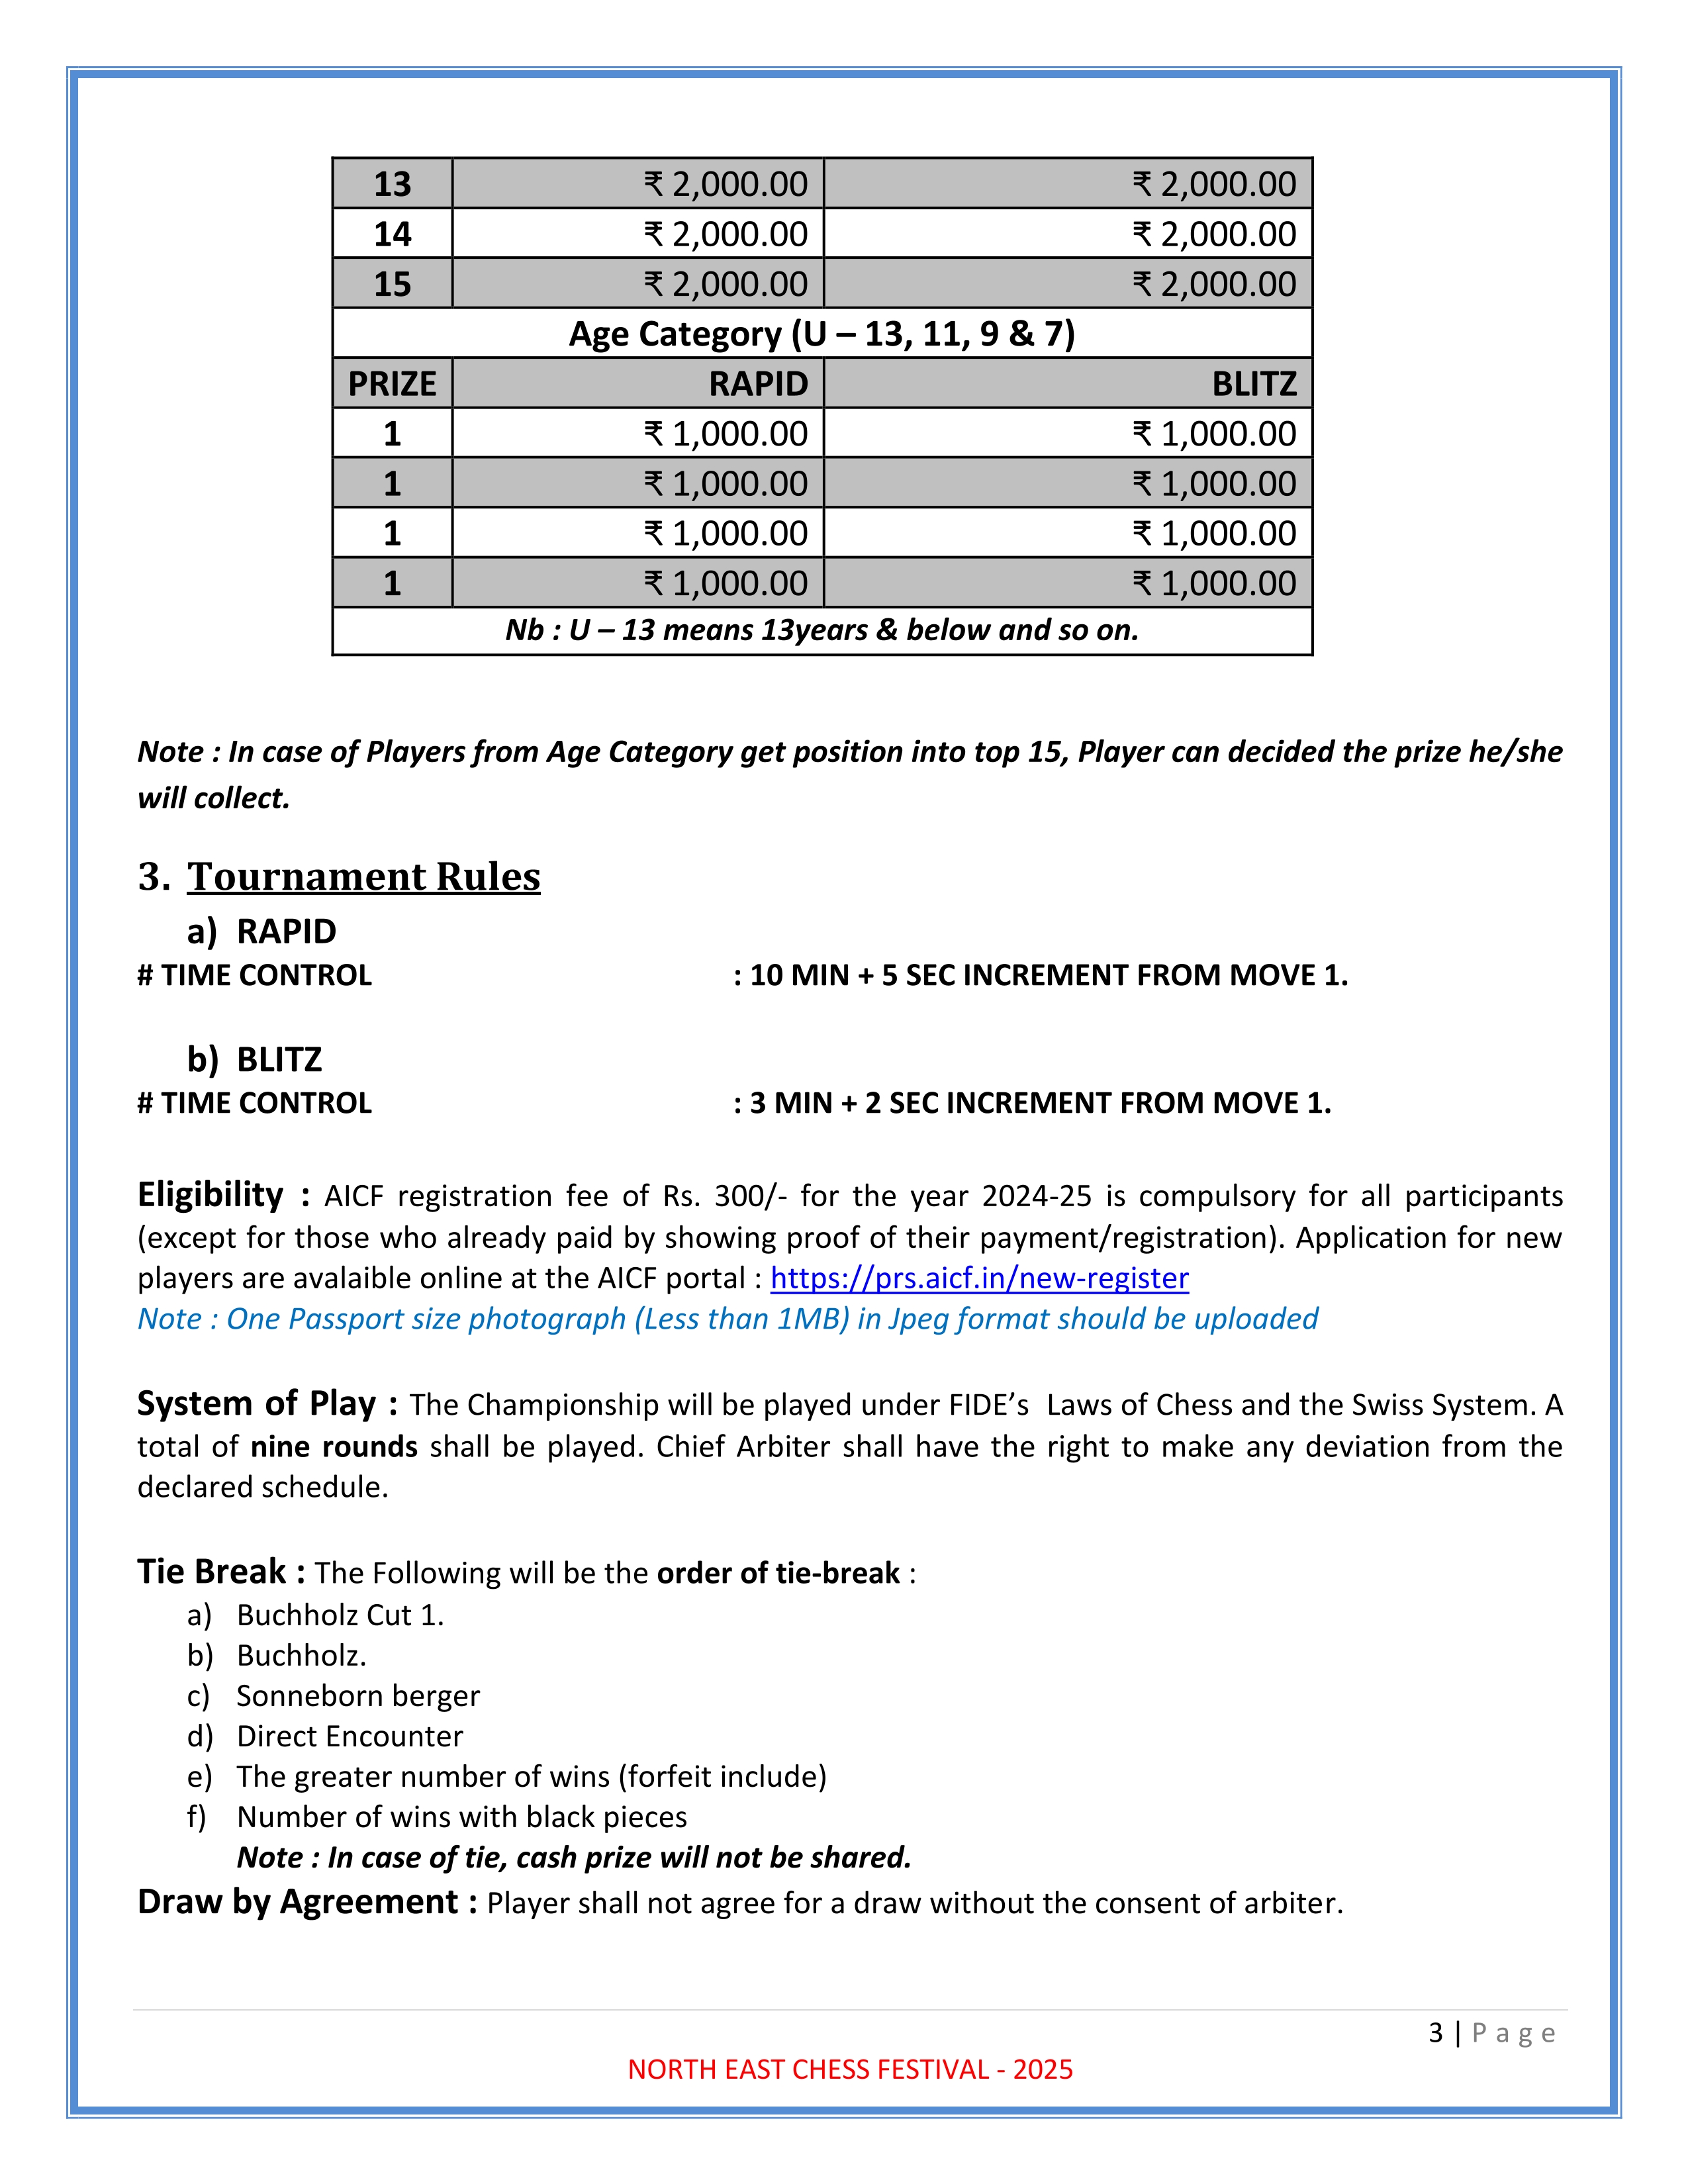 13 ₹ 2,000.00 ₹ 2,000.00
14 ₹ 2,000.00 ₹ 2,000.00
15 ₹ 2,000.00 ₹ 2,000.00
Age Category (U – 13, 11, 9 & 7)
PRIZE RAPID BLITZ
1 ₹ 1,000.00 ₹ 1,000.00
1 ₹ 1,000.00 ₹ 1,000.00
1 ₹ 1,000.00 ₹ 1,000.00
1 ₹ 1,000.00 ₹ 1,000.00
Nb : U – 13 means 13years & below and so on.
Note : In case of Players from Age Category get position into top 15, Player can decided the prize he/she
will collect.
3. Tournament Rules
a) RAPID
# TIME CONTROL : 10 MIN + 5 SEC INCREMENT FROM MOVE 1.
b) BLITZ
# TIME CONTROL : 3 MIN + 2 SEC INCREMENT FROM MOVE 1.
Eligibility : AICF registration fee of Rs. 300/- for the year 2024-25 is compulsory for all participants
(except for those who already paid by showing proof of their payment/registration). Application for new
players are avalaible online at the AICF portal : https://prs.aicf.in/new-register
Note : One Passport size photograph (Less than 1MB) in Jpeg format should be uploaded
System of Play : The Championship will be played under FIDE’s Laws of Chess and the Swiss System. A
total of nine rounds shall be played. Chief Arbiter shall have the right to make any deviation from the
declared schedule.
Tie Break : The Following will be the order of tie-break :
a) Buchholz Cut 1.
b) Buchholz.
c) Sonneborn berger
d) Direct Encounter
e) The greater number of wins (forfeit include)
f) Number of wins with black pieces
Note : In case of tie, cash prize will not be shared.
Draw by Agreement : Player shall not agree for a draw without the consent of arbiter.
3 | Page
NORTH EAST CHESS FESTIVAL - 2025